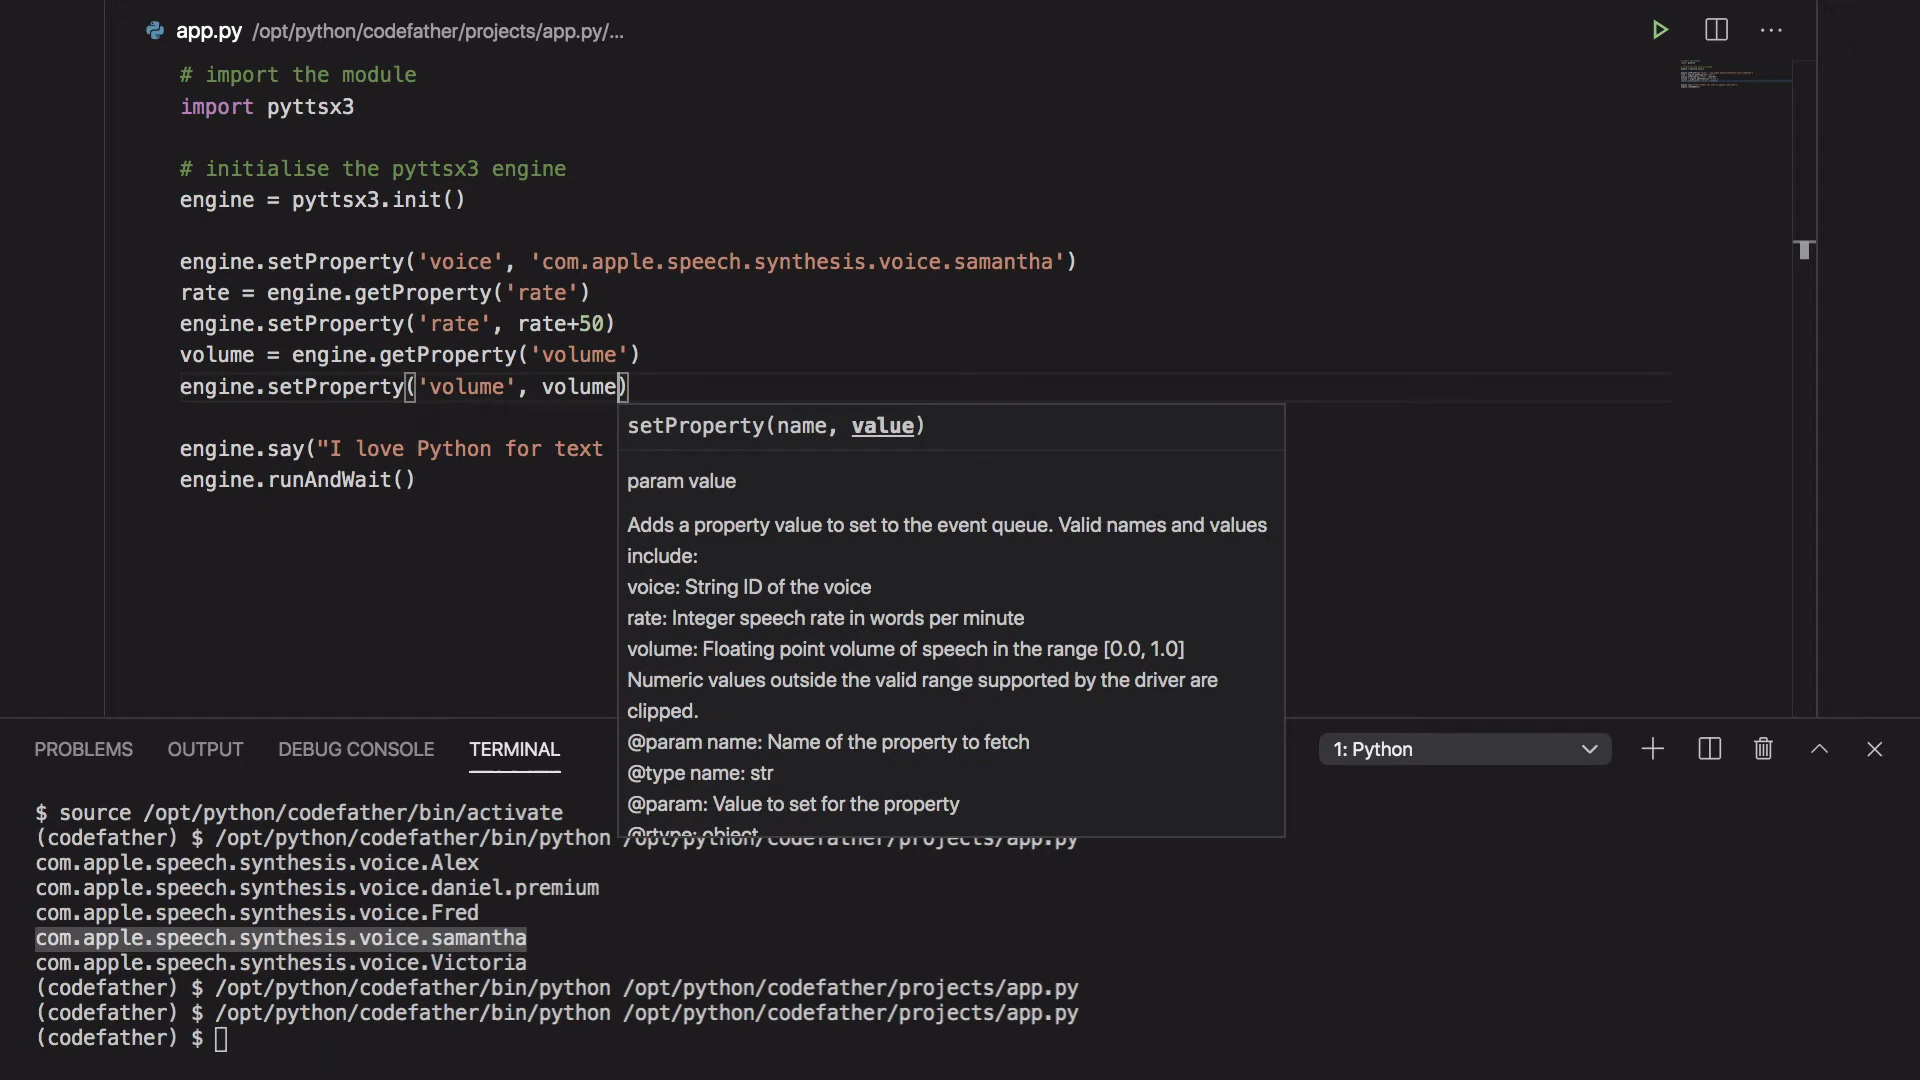 app.py /opt/python/codefather/projects/app.py/...
# import the module
import pyttsx3
# initialise the pyttsx3 engine
engine = pyttsx3.init()
engine.setProperty('voice', 'com.apple.speech.synthesis.voice.samantha')
rate = engine.getProperty('rate')
engine.setProperty('rate', rate+50)
volume = engine.getProperty('volume')
engine.setProperty('volume', volume)
engine.say("I love Python for text
engine.runAndWait()
setProperty(name, value)
param value
Adds a property value to set to the event queue. Valid names and values
include:
voice: String ID of the voice
rate: Integer speech rate in words per minute
volume: Floating point volume of speech in the range [0.0, 1.0]
Numeric values outside the valid range supported by the driver are
clipped.
@param name: Name of the property to fetch
@type name: str
@param: Value to set for the property
@rtype: object
PROBLEMS OUTPUT DEBUG CONSOLE TERMINAL 1: Python
$ source /opt/python/codefather/bin/activate
(codefather) $ /opt/python/codefather/bin/python /opt/python/codefather/projects/app.py
com.apple.speech.synthesis.voice.Alex
com.apple.speech.synthesis.voice.daniel.premium
com.apple.speech.synthesis.voice.Fred
com.apple.speech.synthesis.voice.samantha
com.apple.speech.synthesis.voice.Victoria
(codefather) $ /opt/python/codefather/bin/python /opt/python/codefather/projects/app.py
(codefather) $ /opt/python/codefather/bin/python /opt/python/codefather/projects/app.py
(codefather) $